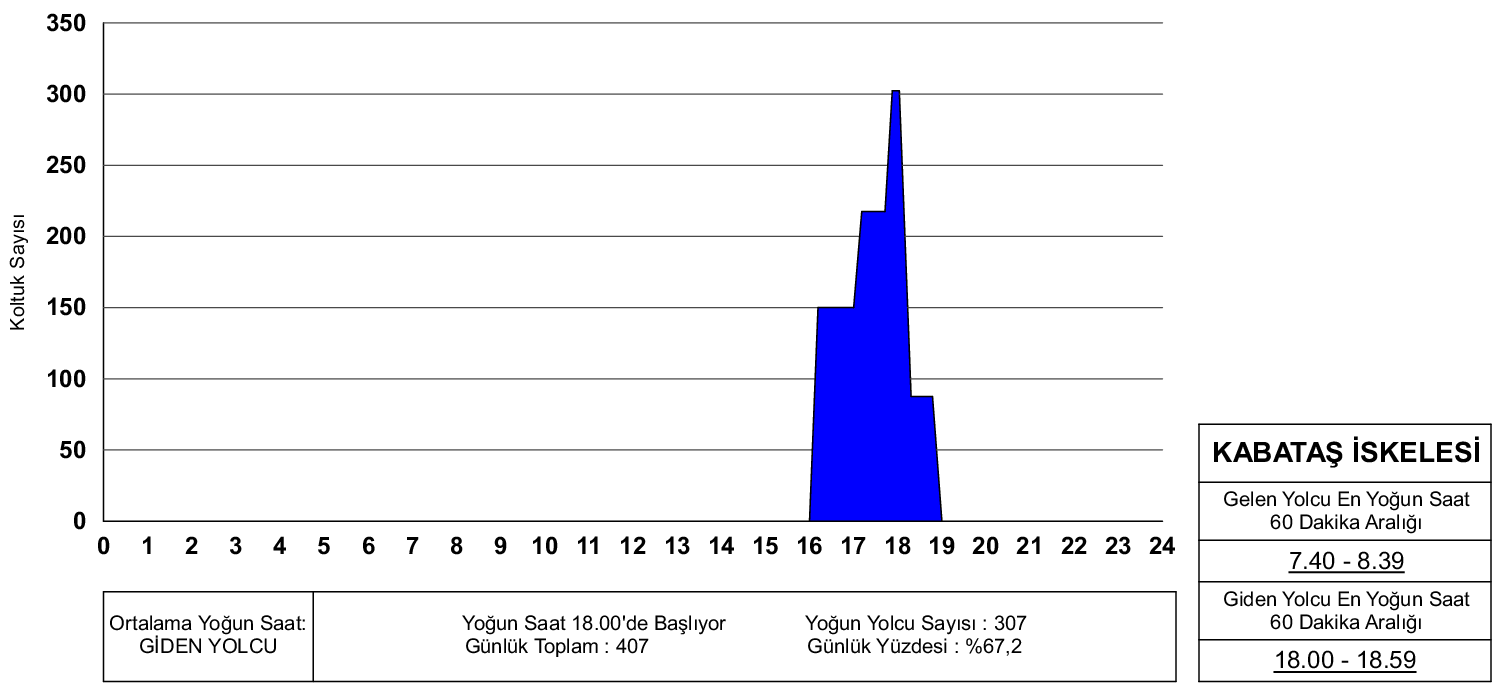 350
300
250
200
150
100
50
0
Koltuk Sayısı
0 1 2 3 4 5 6 7 8 9 10 11 12 13 14 15 16 17 18 19 20 21 22 23 24
Ortalama Yoğun Saat:
GİDEN YOLCU
Yoğun Saat 18.00'de Başlıyor
Günlük Toplam : 407
Yoğun Yolcu Sayısı : 307
Günlük Yüzdesi : %67,2
KABATAŞ İSKELESİ
Gelen Yolcu En Yoğun Saat
60 Dakika Aralığı
7.40 - 8.39
Giden Yolcu En Yoğun Saat
60 Dakika Aralığı
18.00 - 18.59